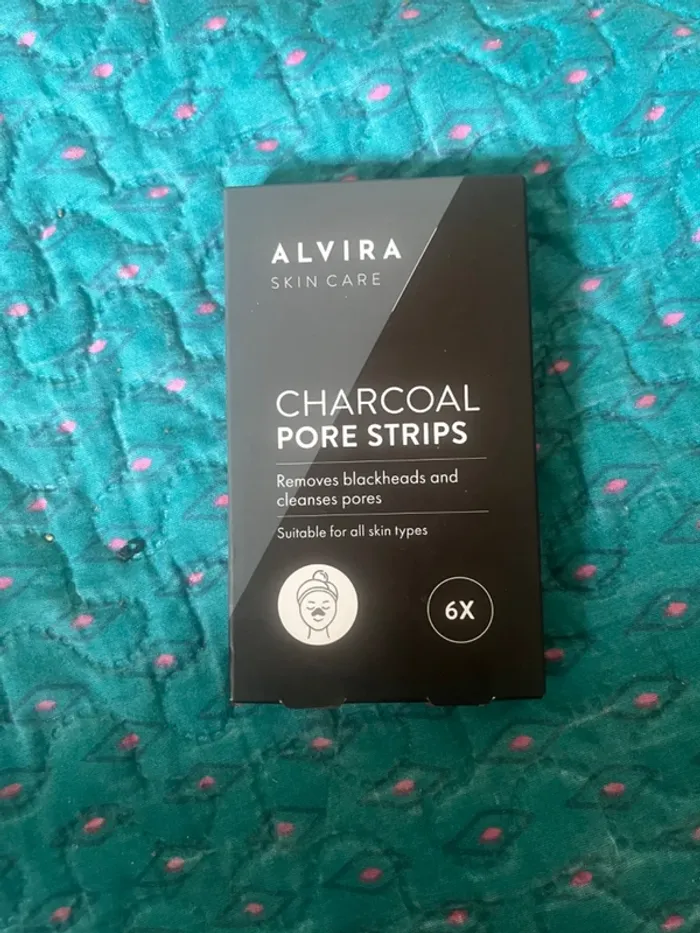 ALVIRA
SKIN CARE
CHARCOAL
PORE STRIPS
Removes blackheads and
cleanses pores
Suitable for all skin types
6X